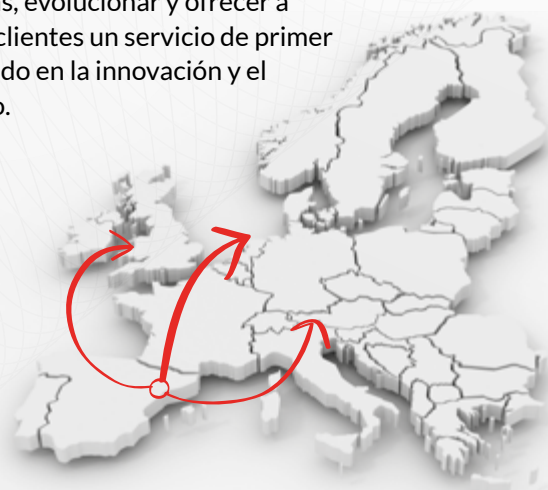 s, evolucionar y ofrecer a
clientes un servicio de primer
do en la innovación y el
o.